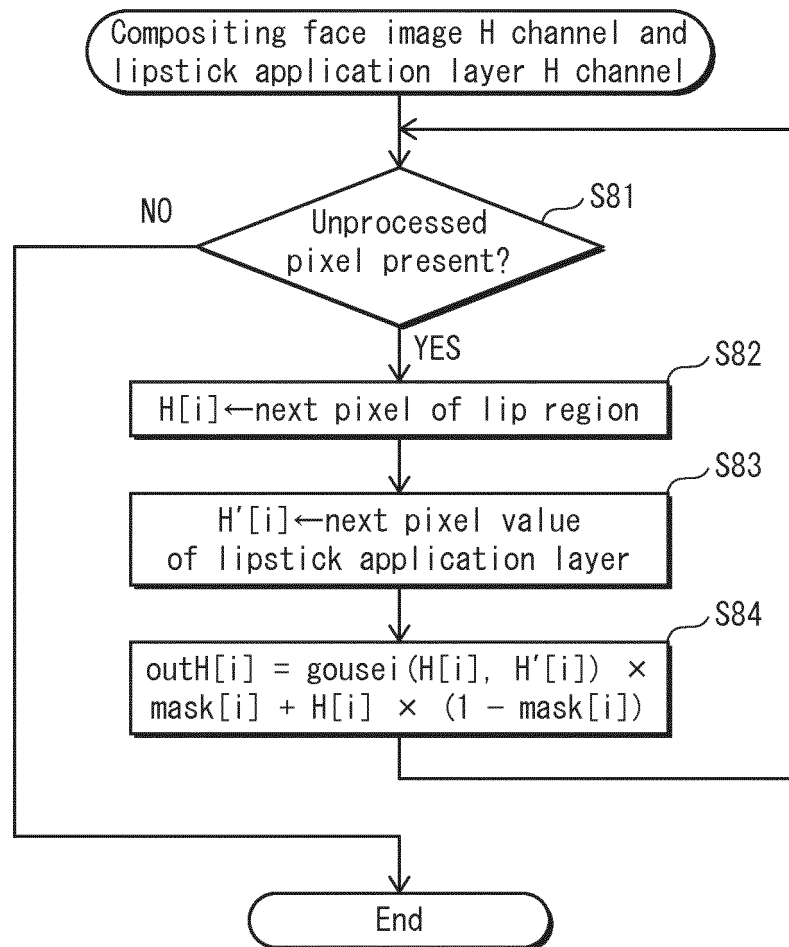 Compositing face image H channel and
lipstick application layer H channel
NO
S81
Unprocessed
pixel present?
YES
S82
H[i]←next pixel of lip region
S83
H′[i]←next pixel value
of lipstick application layer
S84
outH[i] = gousei(H[i], H′[i]) ×
mask[i] + H[i] × (1 − mask[i])
End